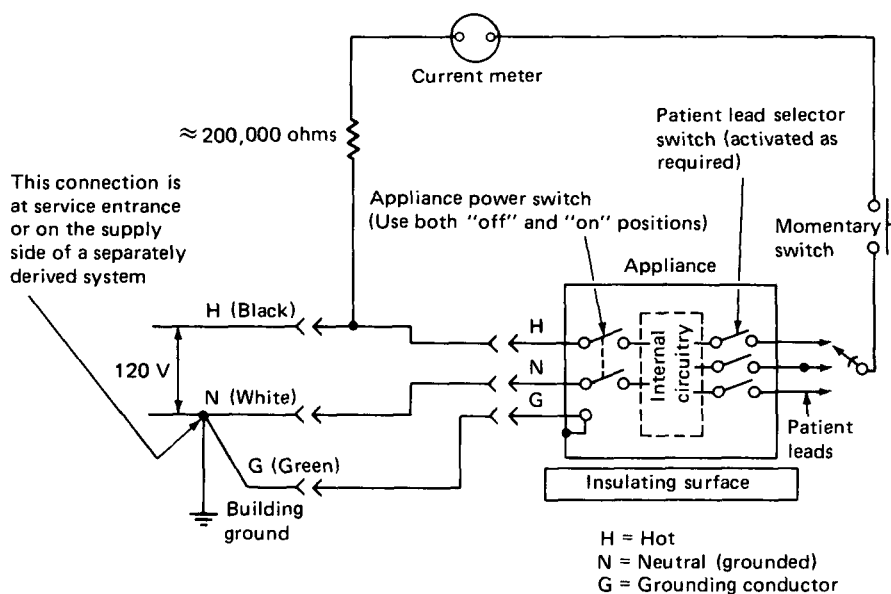 Current meter
≈ 200,000 ohms
Patient lead selector
switch (activated as
required)
This connection is
at service entrance
or on the supply
side of a separately
derived system
Appliance power switch
(Use both "off" and "on" positions)
Momentary
switch
Appliance
H (Black)
H
120 V
N
N (White)
G
Internal
circuitry
G (Green)
Patient
leads
Building
ground
Insulating surface
H = Hot
N = Neutral (grounded)
G = Grounding conductor